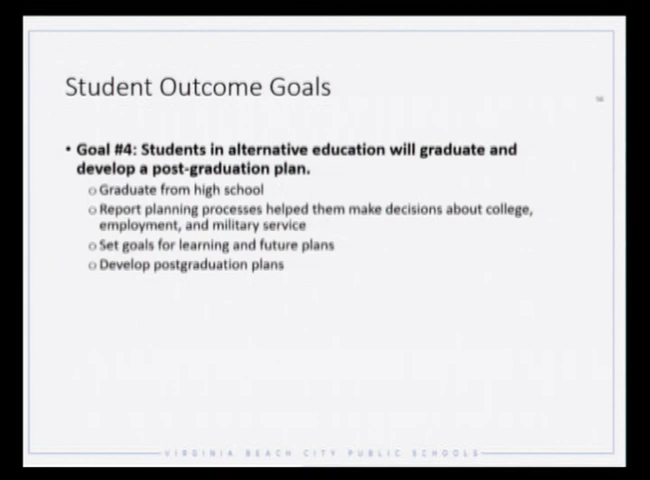 Student Outcome Goals
• Goal #4: Students in alternative education will graduate and
develop a post-graduation plan.
o Graduate from high school
o Report planning processes helped them make decisions about college,
employment, and military service
o Set goals for learning and future plans
o Develop postgraduation plans
VIRGINIA BEACH CITY PUBLIC SCHOOLS